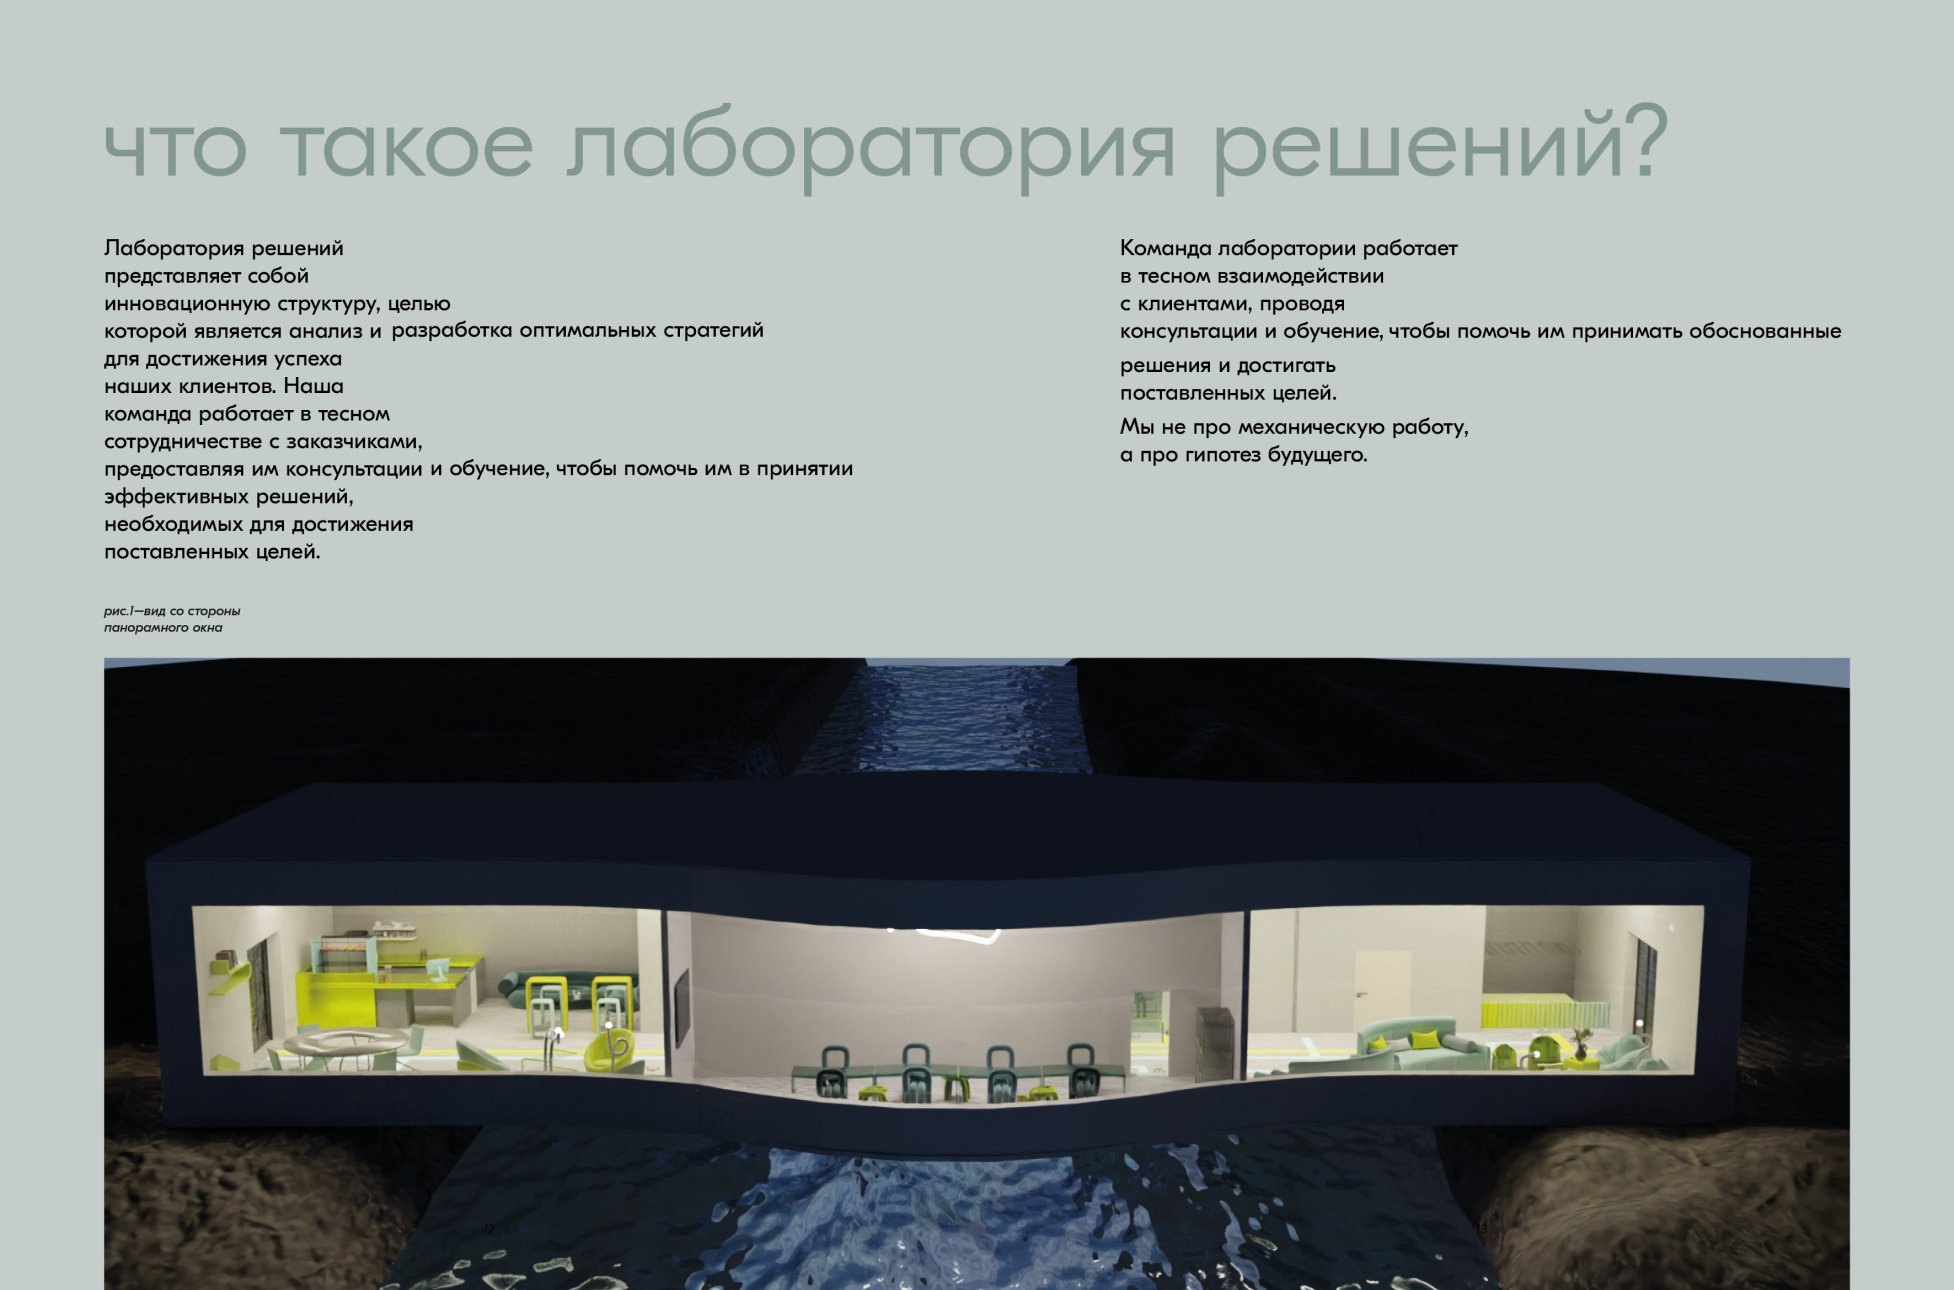 что такое лаборатория решений?
Лаборатория решений
представляет собой
инновационную структуру, целью
которой является анализ и разработка оптимальных стратегий
для достижения успеха
наших клиентов. Наша
команда работает в тесном
сотрудничестве с заказчиками,
предоставляя им консультации и обучение, чтобы помочь им в принятии
эффективных решений,
необходимых для достижения
поставленных целей.
Команда лаборатории работает
в тесном взаимодействии
с клиентами, проводя
консультации и обучение, чтобы помочь им принимать обоснованные
решения и достигать
поставленных целей.
Мы не про механическую работу,
а про гипотез будущего.
рис.1—вид со стороны
панорамного окна
12
13